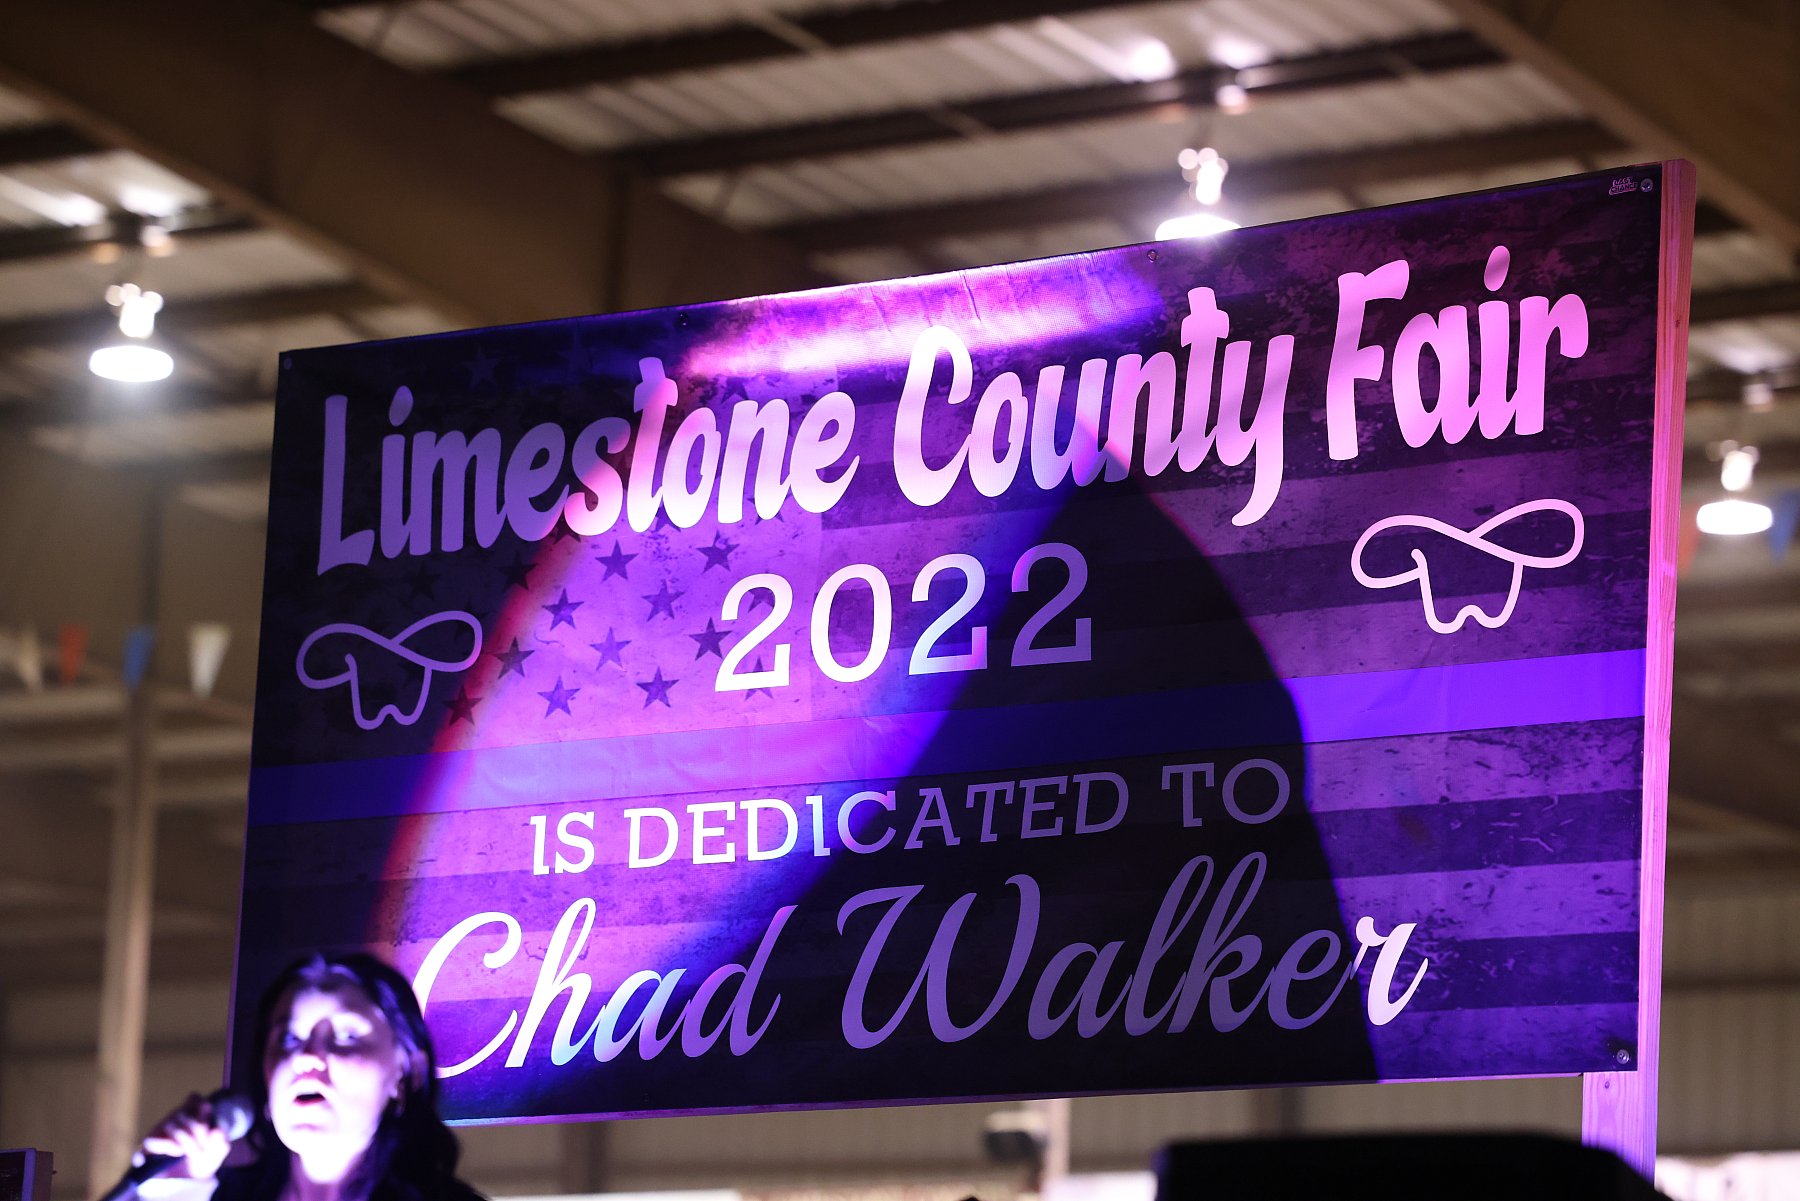 Limestone County Fair
2022
IS DEDICATED TO
Chad Walker